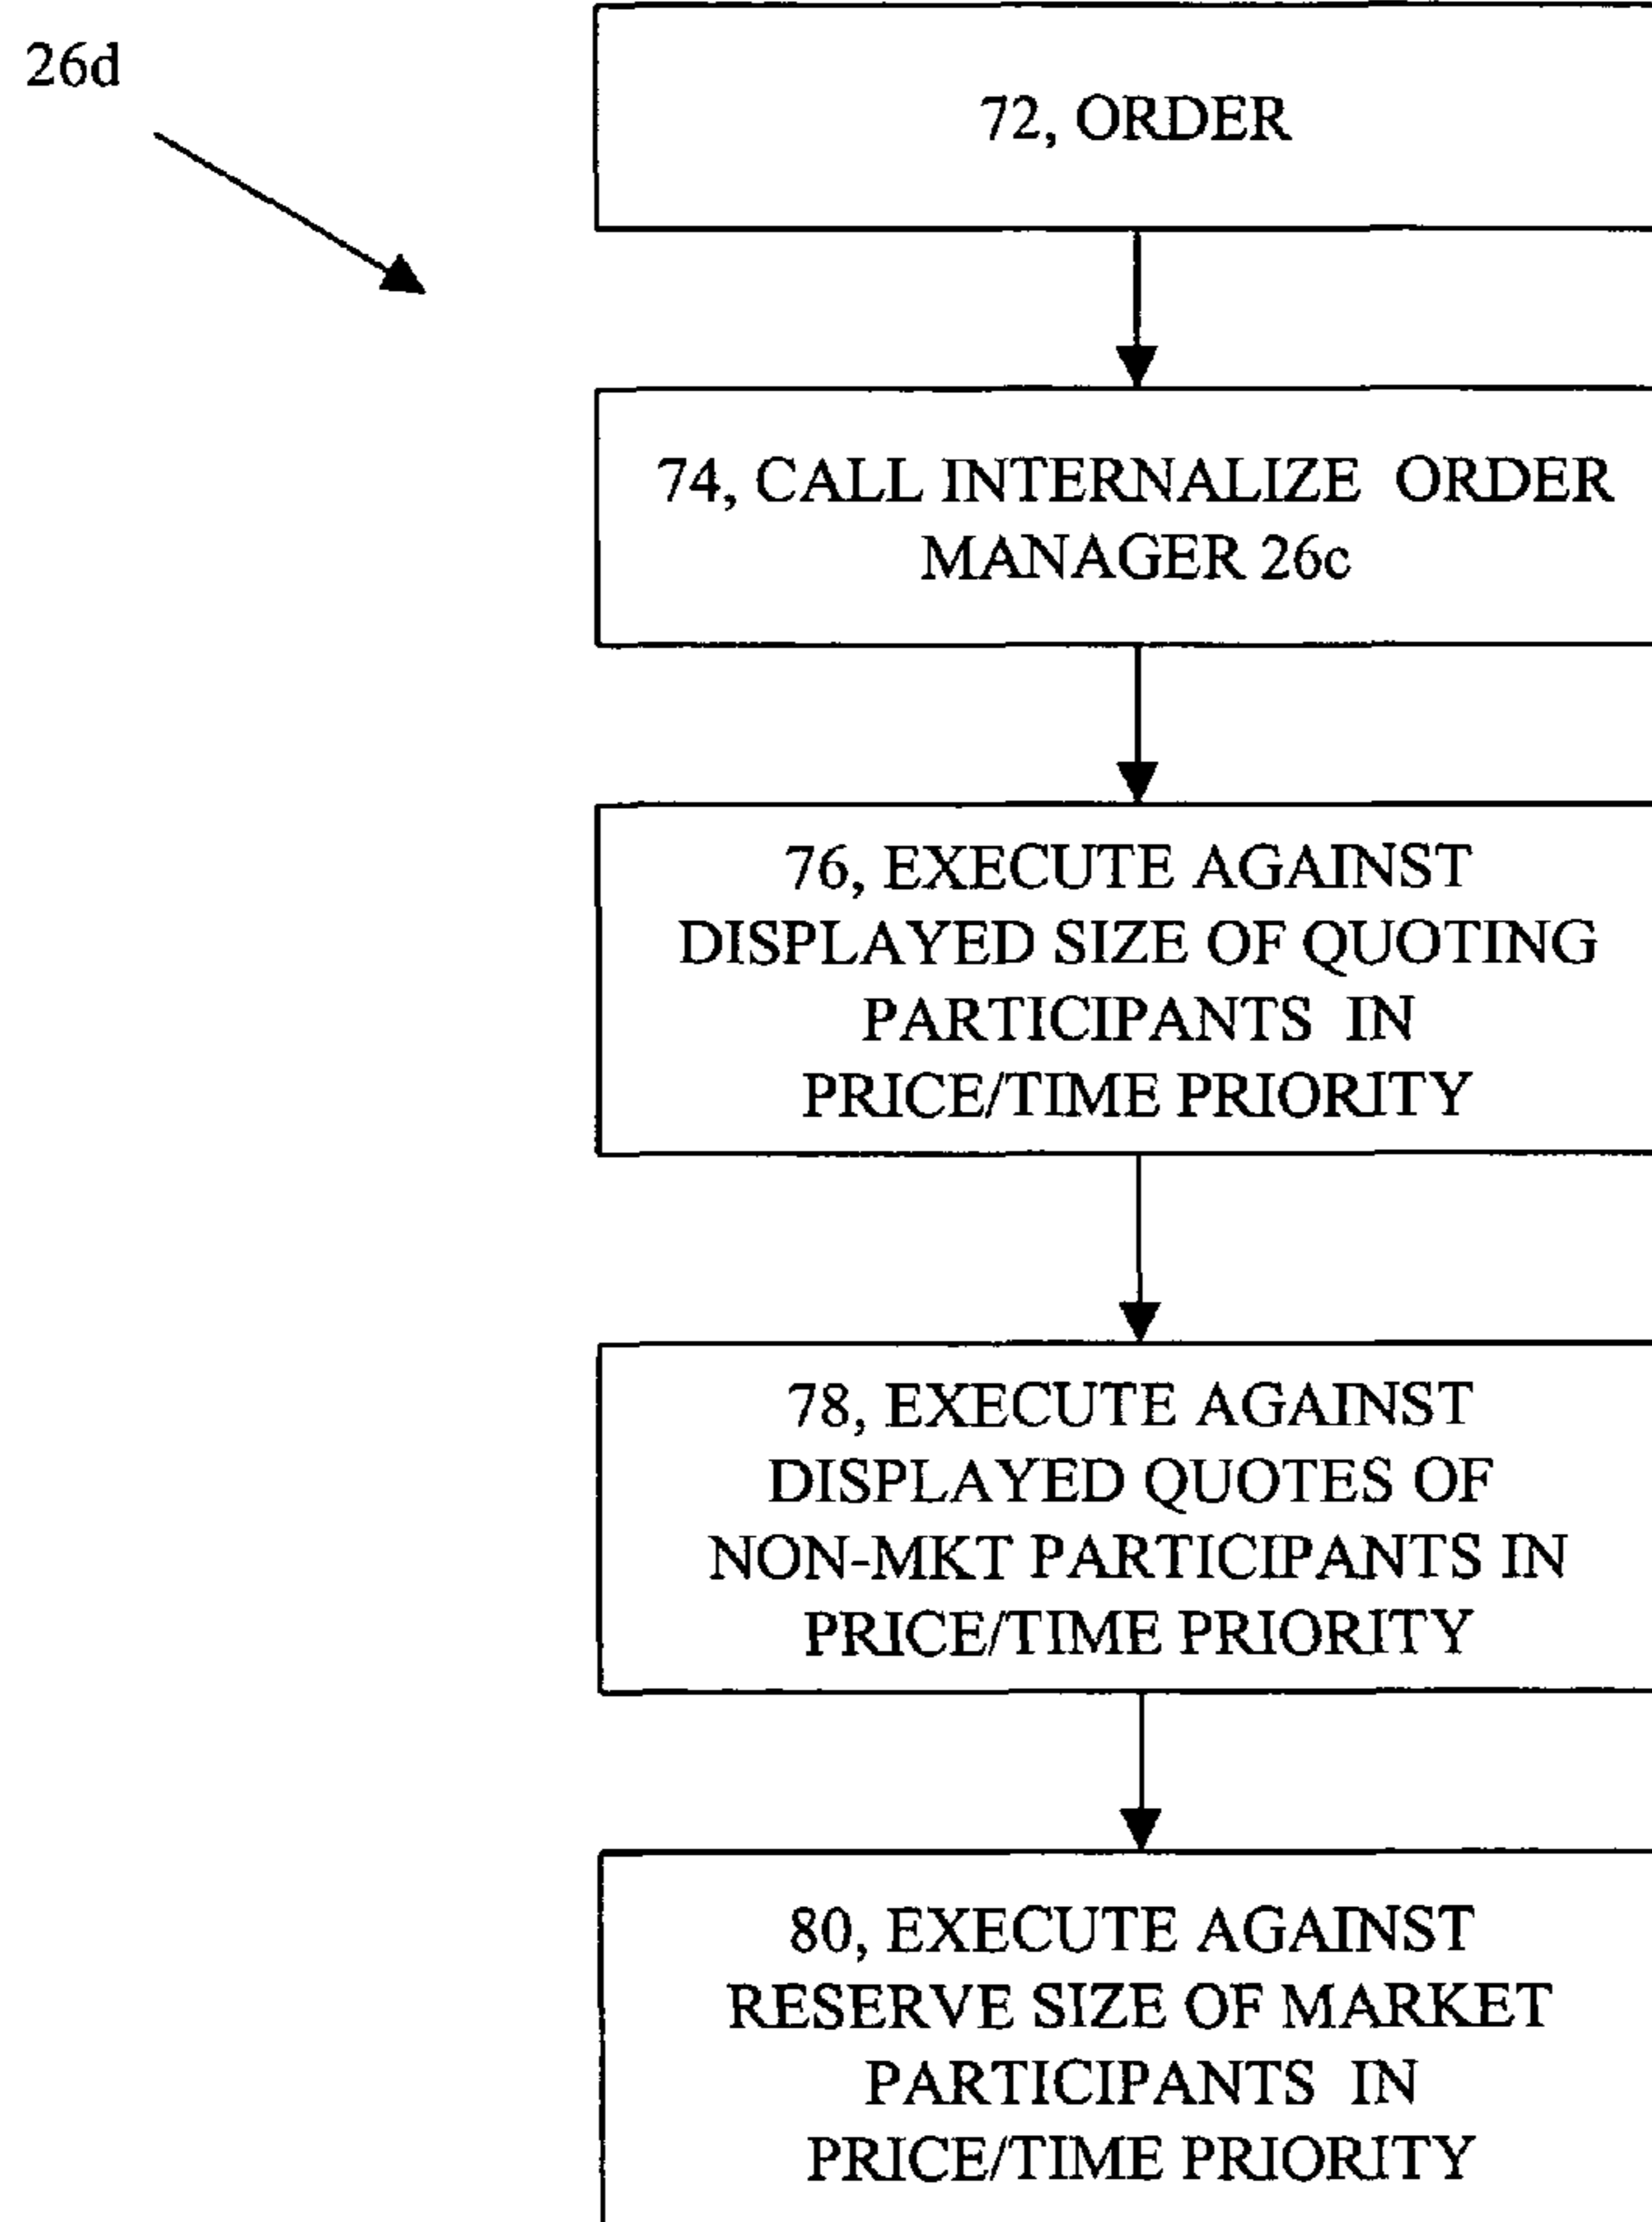 26d
72, ORDER
74, CALL INTERNALIZE ORDER
MANAGER 26c
76, EXECUTE AGAINST
DISPLAYED SIZE OF QUOTING
PARTICIPANTS IN
PRICE/TIME PRIORITY
78, EXECUTE AGAINST
DISPLAYED QUOTES OF
NON-MKT PARTICIPANTS IN
PRICE/TIME PRIORITY
80, EXECUTE AGAINST
RESERVE SIZE OF MARKET
PARTICIPANTS IN
PRICE/TIME PRIORITY